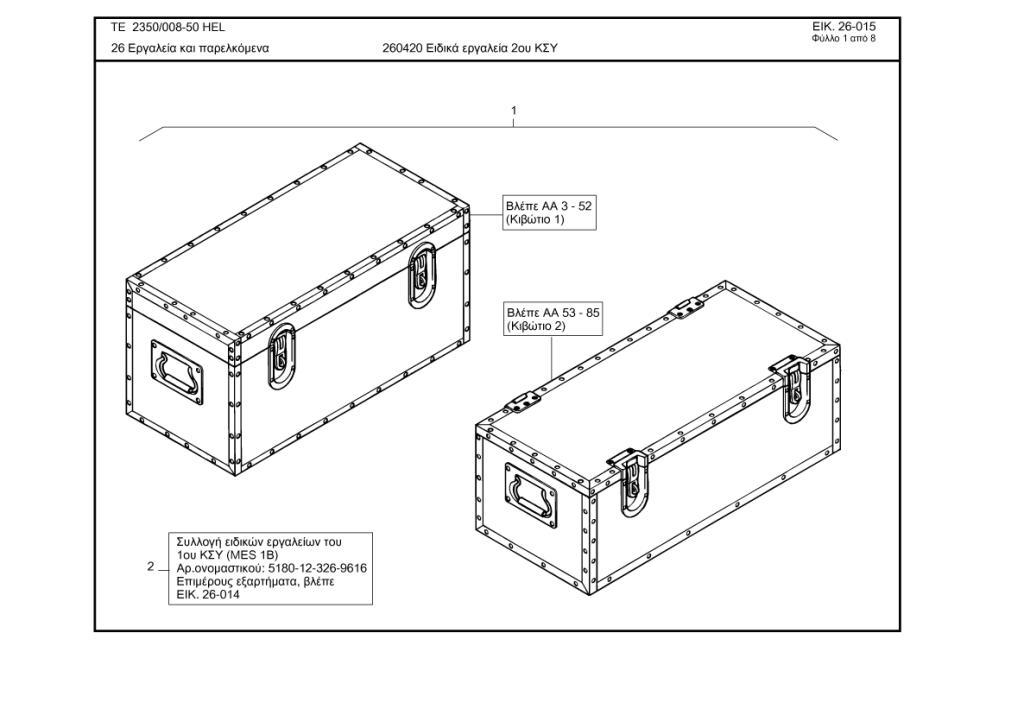 ΤΕ 2350/008-50 HEL
ΕΙΚ. 26-015
Φύλλο 1 από 8
26 Εργαλεία και παρελκόμενα
260420 Ειδικά εργαλεία 2ου ΚΣΥ
1
Βλέπε ΑΑ 3 - 52
(Κιβώτιο 1)
Βλέπε ΑΑ 53 - 85
(Κιβώτιο 2)
Συλλογή ειδικών εργαλείων του
1ου ΚΣΥ (MES 1B)
2
Αρ.ονομαστικού: 5180-12-326-9616
Επιμέρους εξαρτήματα, βλέπε
ΕΙΚ. 26-014